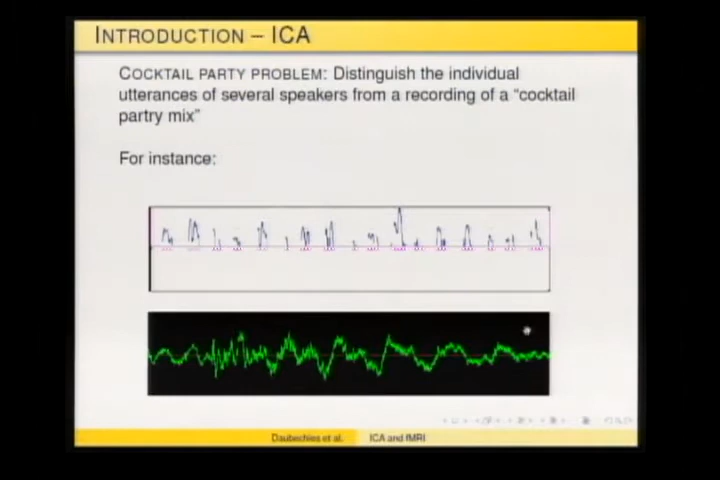 INTRODUCTION – ICA
COCKTAIL PARTY PROBLEM: Distinguish the individual
utterances of several speakers from a recording of a “cocktail
partry mix”
For instance:
Daubechies et al. ICA and fMRI